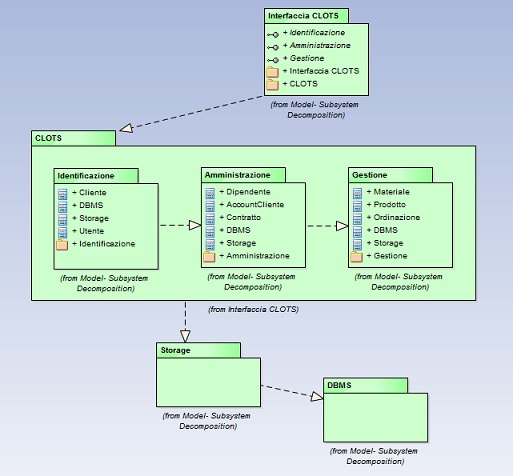 Interfaccia CLOTS
+ Identificazione
+ Amministrazione
+ Gestione
+ Interfaccia CLOTS
+ CLOTS
(from Model- Subsystem
Decomposition)
CLOTS
Identificazione
+ Cliente
+ DBMS
+ Storage
+ Utente
+ Identificazione
(from Model- Subsystem
Decomposition)
Amministrazione
+ Dipendente
+ AccountCliente
+ Contratto
+ DBMS
+ Storage
+ Amministrazione
(from Model- Subsystem
Decomposition)
Gestione
+ Materiale
+ Prodotto
+ Ordinazione
+ DBMS
+ Storage
+ Gestione
(from Model- Subsystem
Decomposition)
(from Interfaccia CLOTS)
Storage
(from Model- Subsystem
Decomposition)
DBMS
(from Model- Subsystem
Decomposition)